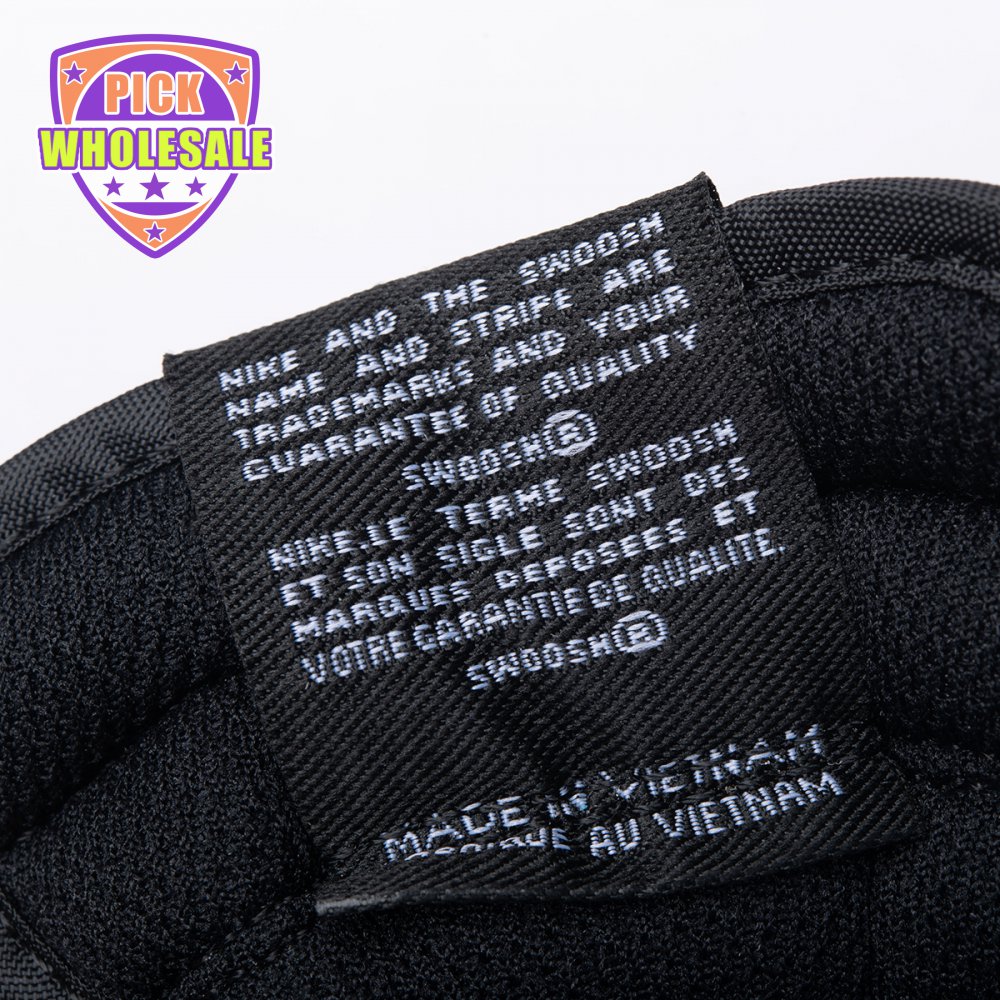 PICK
WHOLESALE
NIKE AND THE SWOOSH
NAME AND STRIPE ARE
TRADEMARKS AND YOUR
GUARANTEE OF QUALITY
SWOOSH®
NIKE.LE TERME SWOOSH
ET SON SIGLE SONT DES
MARQUES DEPOSEES ET
VOTRE GARANTIE DE QUALITE.
SWOOSH®
MADE IN VIETNAM
AU VIETNAM